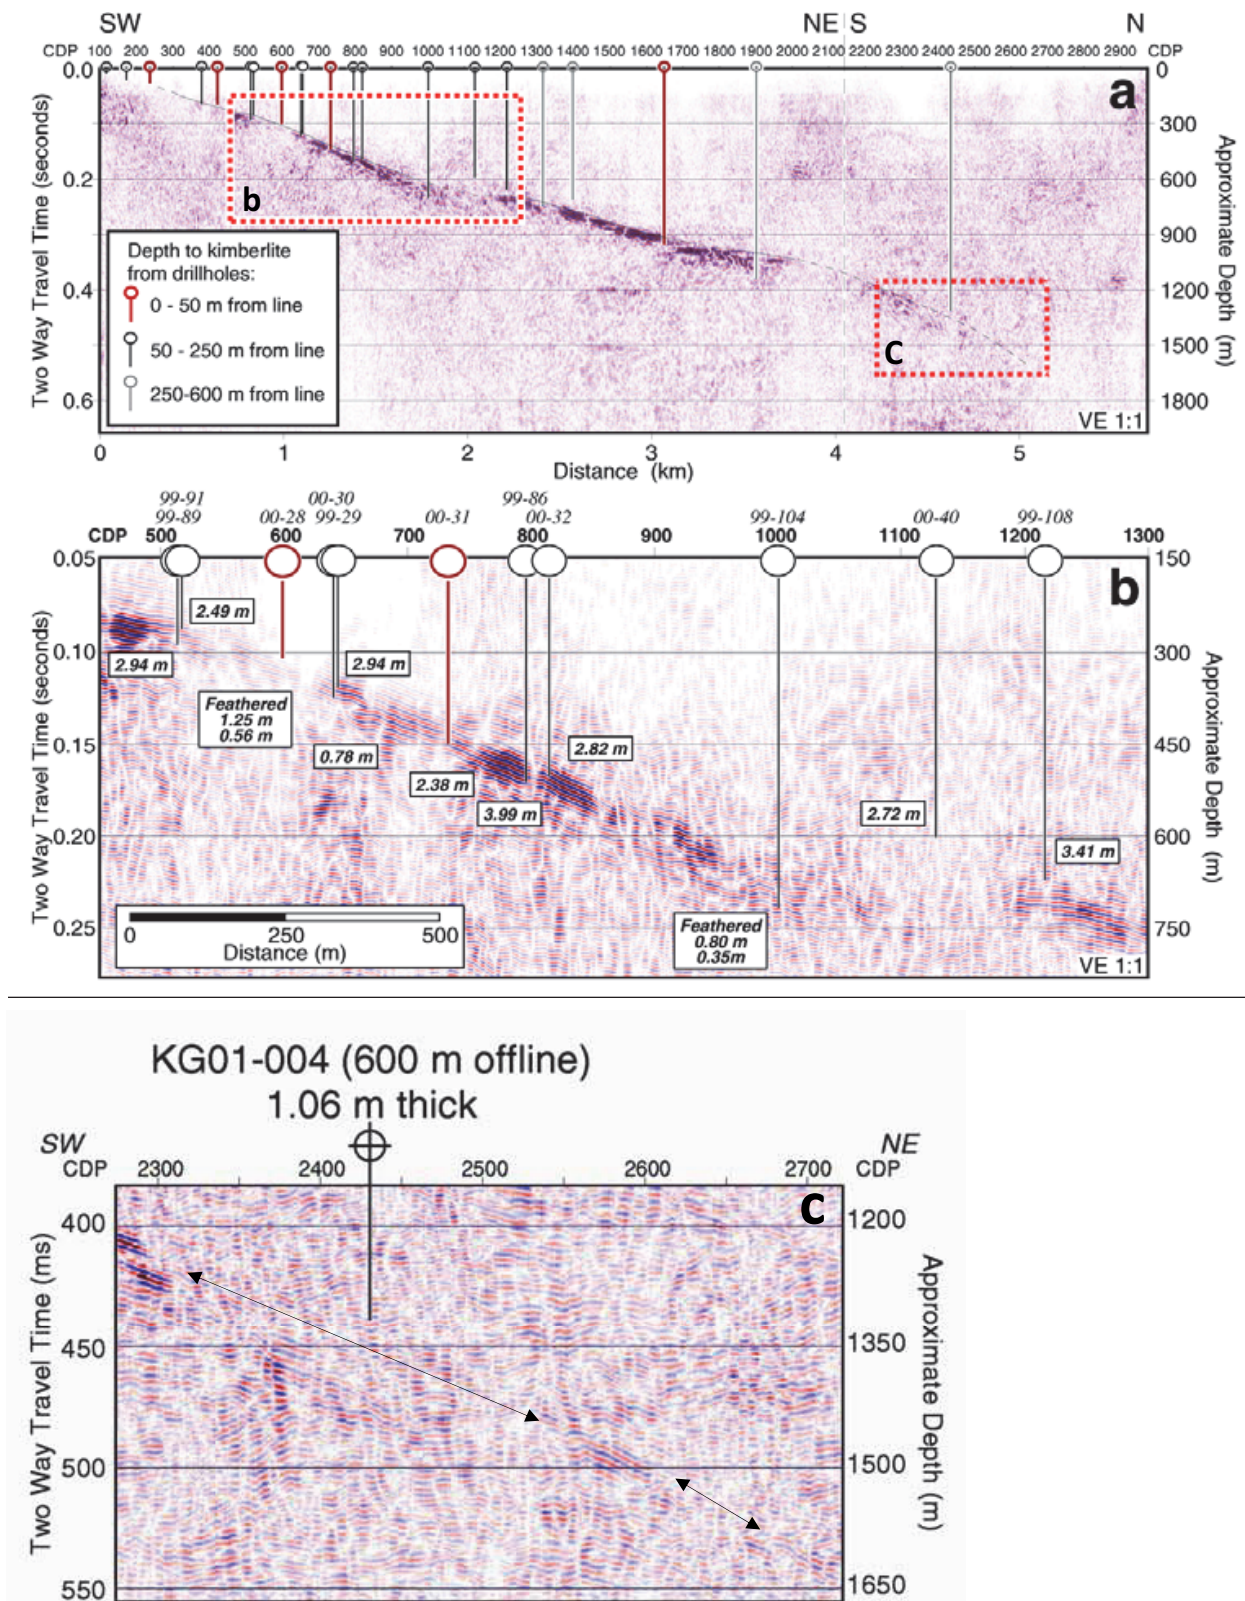 SW NE S N
CDP 100 200 300 400 500 600 700 800 900 1000 1100 1200 1300 1400 1500 1600 1700 1800 1900 2000 2100 2200 2300 2400 2500 2600 2700 2800 2900 CDP
0.0 0
a
0.1 300
0.2 600
b
0.3 900
0.4 1200
C
0.5 1500
0.6 1800
Two Way Travel Time (seconds)
Approximate Depth (m)
Depth to kimberlite
from drillholes:
0 - 50 m from line
50 - 250 m from line
250-600 m from line
VE 1:1
0 1 2 3 4 5
Distance (km)
99-91 00-30 99-86
99-89 00-28 99-29 00-31 00-32 99-104 00-40 99-108
CDP 500 600 700 800 900 1000 1100 1200 1300
0.05 150
b
2.49 m
0.10 300
2.94 m
2.94 m
Feathered
1.25 m
0.56 m
0.15 450
0.78 m
2.82 m
2.38 m
3.99 m
2.72 m
0.20 600
3.41 m
0.25 750
Feathered
0.80 m
0.35m
0 250 500
Distance (m)
VE 1:1
Two Way Travel Time (seconds)
Approximate Depth (m)
KG01-004 (600 m offline)
1.06 m thick
SW NE
CDP 2300 2400 2500 2600 2700 CDP
c
400 1200
450 1350
500 1500
550 1650
Two Way Travel Time (ms)
Approximate Depth (m)